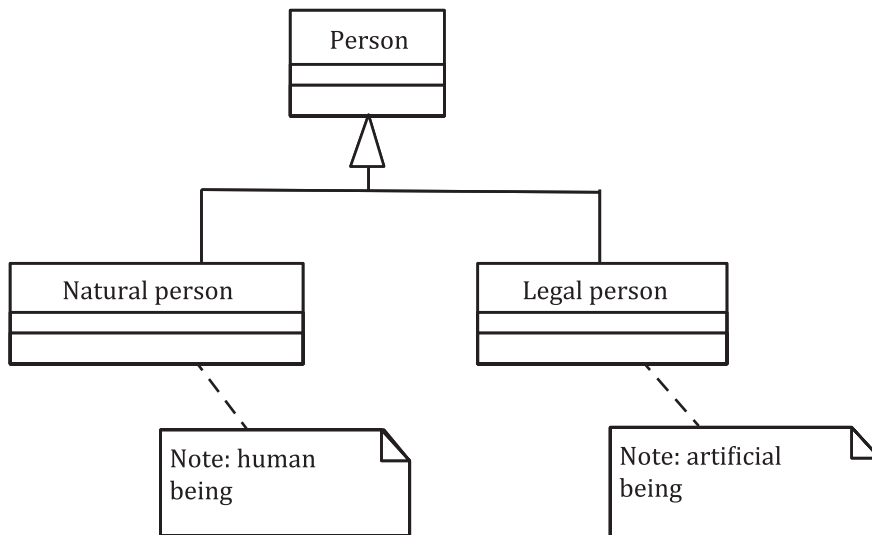 Person
Natural person
Legal person
Note: human
being
Note: artificial
being